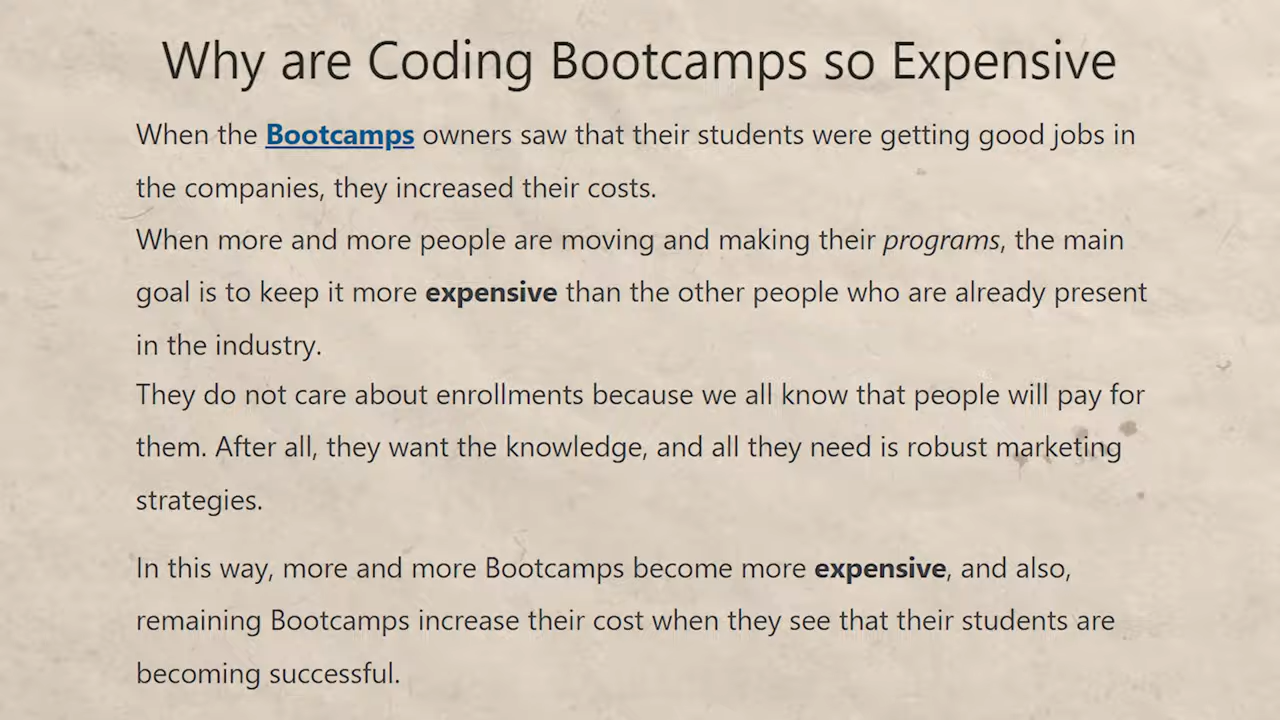 Why are Coding Bootcamps so Expensive
When the Bootcamps owners saw that their students were getting good jobs in
the companies, they increased their costs.
When more and more people are moving and making their programs, the main
goal is to keep it more expensive than the other people who are already present
in the industry.
They do not care about enrollments because we all know that people will pay for
them. After all, they want the knowledge, and all they need is robust marketing
strategies.
In this way, more and more Bootcamps become more expensive, and also,
remaining Bootcamps increase their cost when they see that their students are
becoming successful.